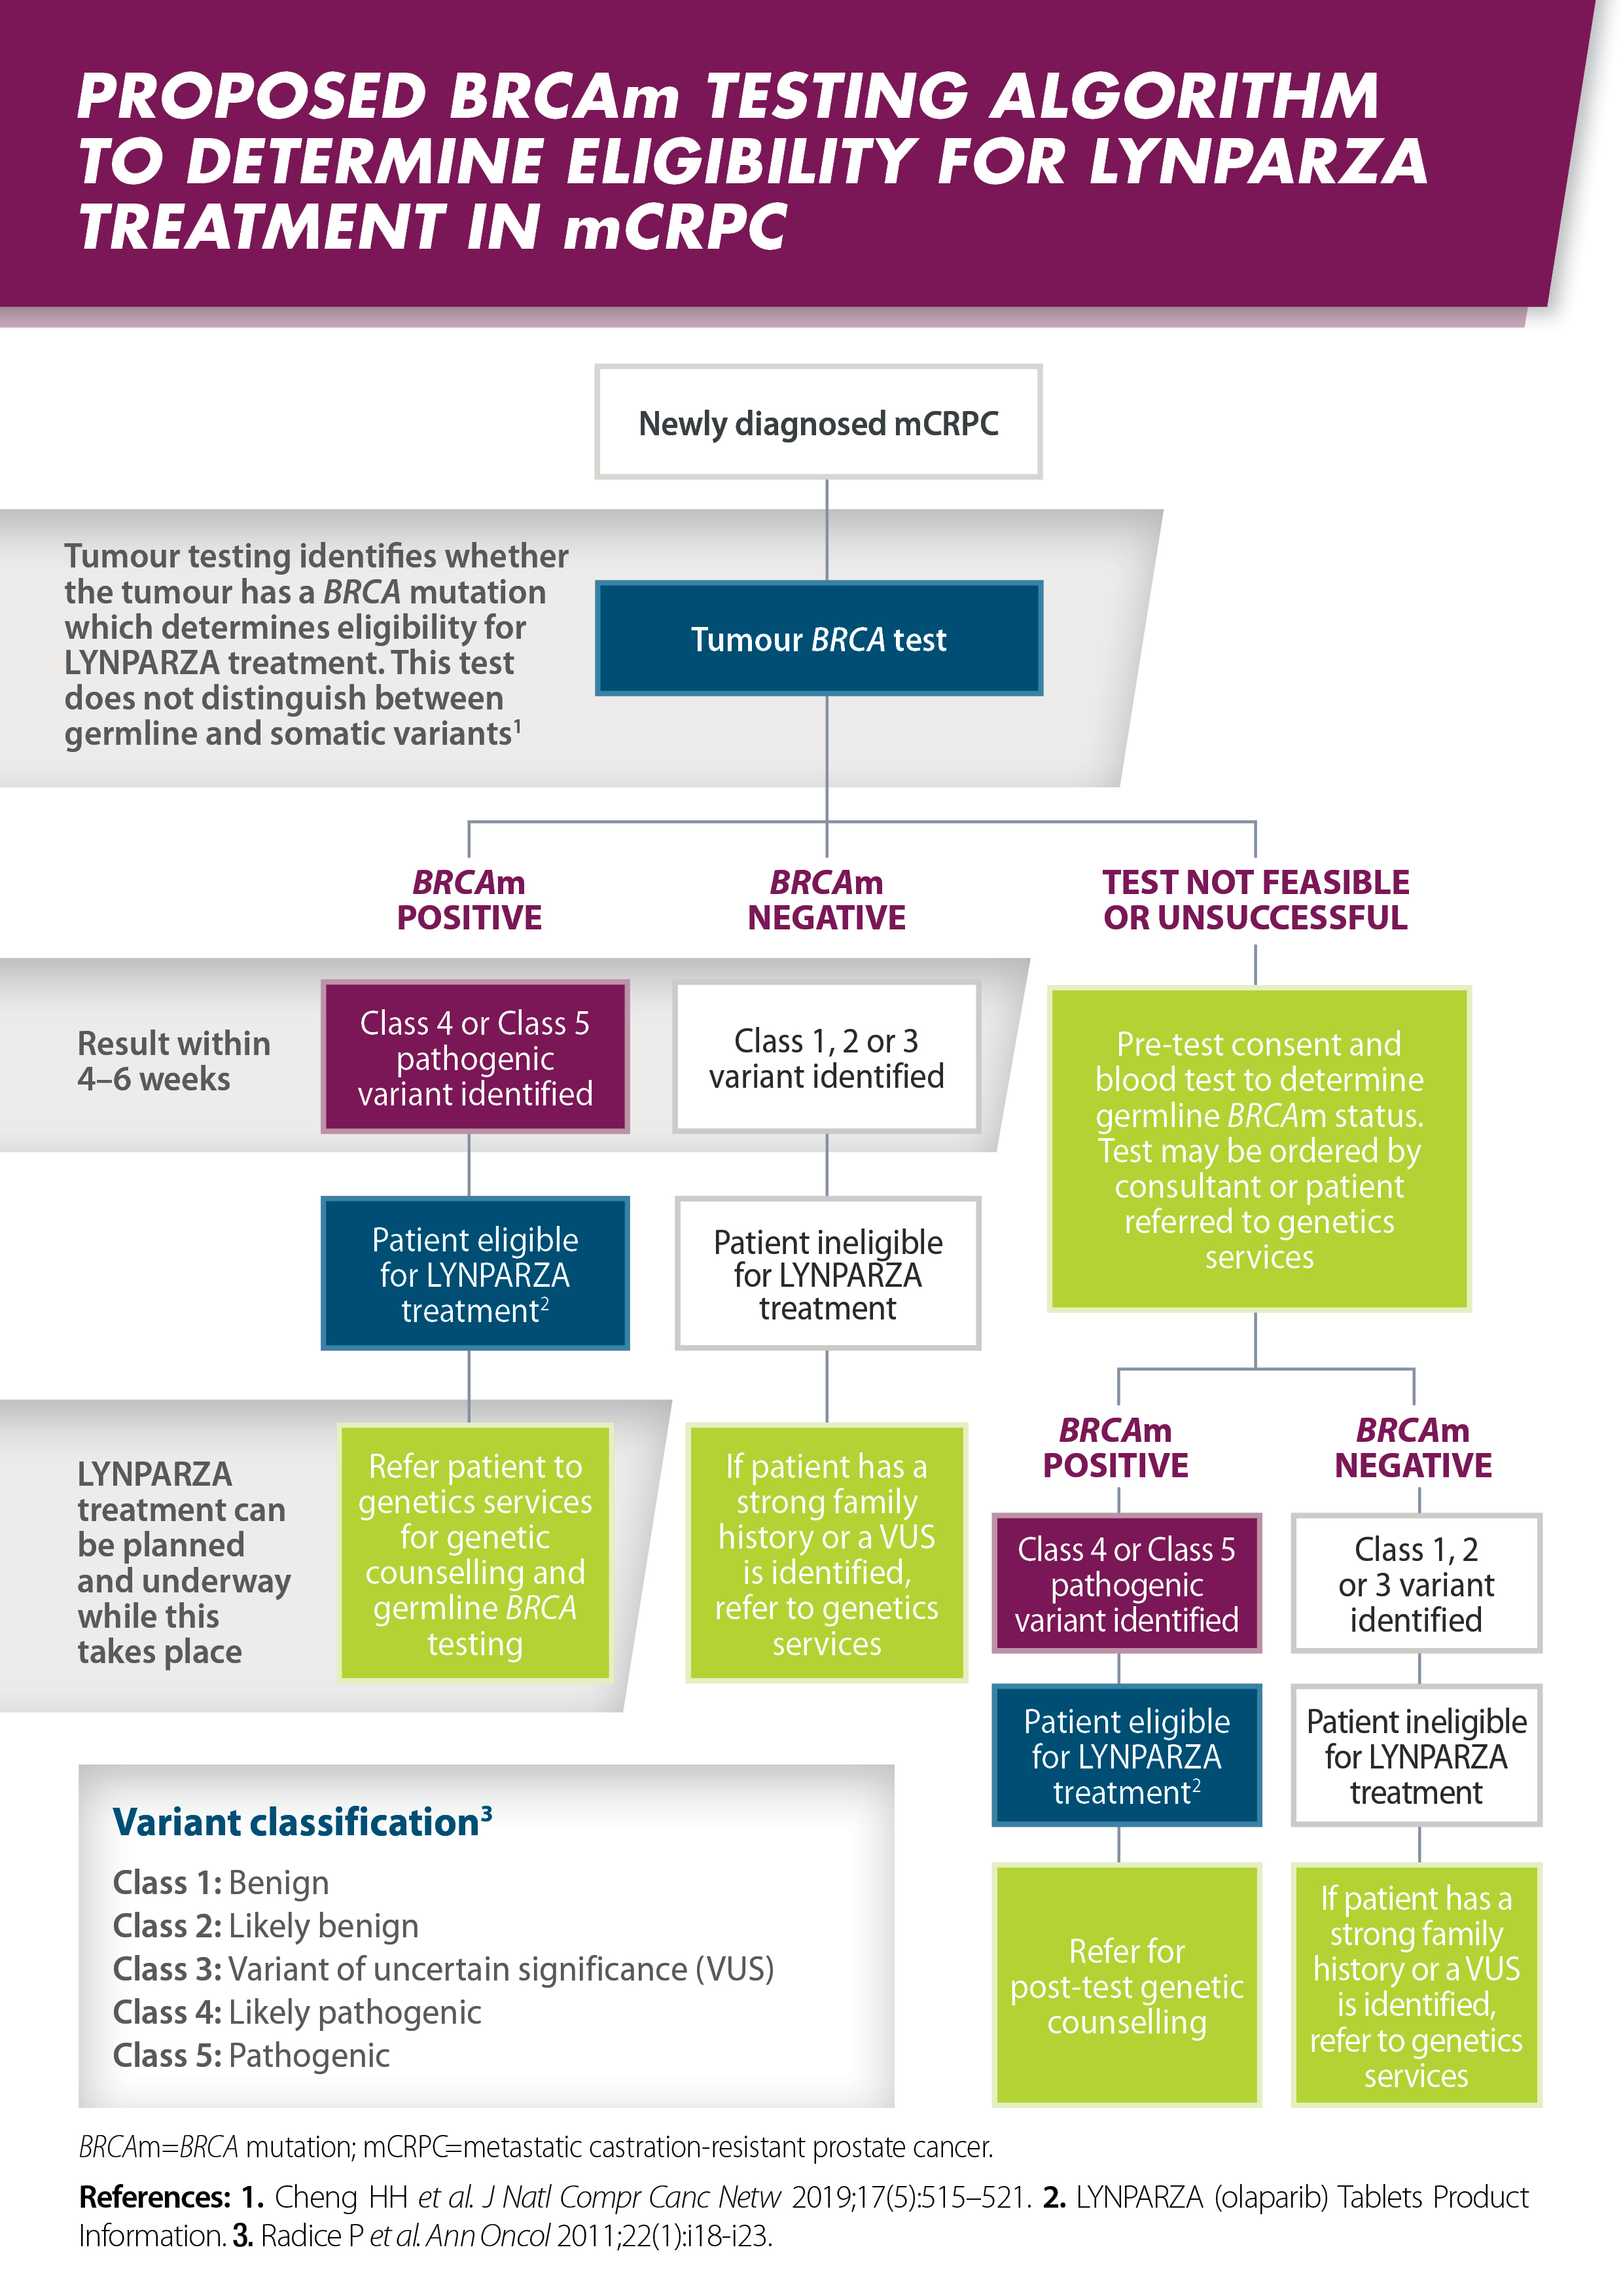 PROPOSED BRCAm TESTING ALGORITHM
TO DETERMINE ELIGIBILITY FOR LYNPARZA
TREATMENT IN mCRPC
Newly diagnosed mCRPC
Tumour testing identifies whether
the tumour has a BRCA mutation
which determines eligibility for
LYNPARZA treatment. This test
does not distinguish between
germline and somatic variants1
Tumour BRCA test
BRCAm
POSITIVE
BRCAm
NEGATIVE
TEST NOT FEASIBLE
OR UNSUCCESSFUL
Result within
4–6 weeks
Class 4 or Class 5
pathogenic
variant identified
Class 1, 2 or 3
variant identified
Pre-test consent and
blood test to determine
germline BRCAm status.
Test may be ordered by
consultant or patient
referred to genetics
services
Patient eligible
for LYNPARZA
treatment2
Patient ineligible
for LYNPARZA
treatment
LYNPARZA
treatment can
be planned
and underway
while this
takes place
Refer patient to
genetics services
for genetic
counselling and
germline BRCA
testing
If patient has a
strong family
history or a VUS
is identified,
refer to genetics
services
BRCAm
POSITIVE
BRCAm
NEGATIVE
Class 4 or Class 5
pathogenic
variant identified
Class 1, 2
or 3 variant
identified
Patient eligible
for LYNPARZA
treatment2
Patient ineligible
for LYNPARZA
treatment
Refer for
post-test genetic
counselling
If patient has a
strong family
history or a VUS
is identified,
refer to genetics
services
Variant classification3
Class 1: Benign
Class 2: Likely benign
Class 3: Variant of uncertain significance (VUS)
Class 4: Likely pathogenic
Class 5: Pathogenic
BRCAm=BRCA mutation; mCRPC=metastatic castration-resistant prostate cancer.
References: 1. Cheng HH et al. J Natl Compr Canc Netw 2019;17(5):515–521. 2. LYNPARZA (olaparib) Tablets Product
Information. 3. Radice P et al. Ann Oncol 2011;22(1):i18-i23.